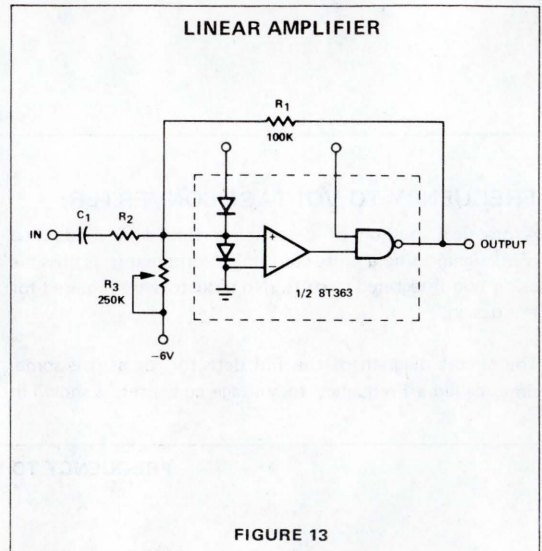 LINEAR AMPLIFIER
R1
100K
C1
R2
IN
+
−
OUTPUT
R3
250K
1/2 8T363
−6V
FIGURE 13